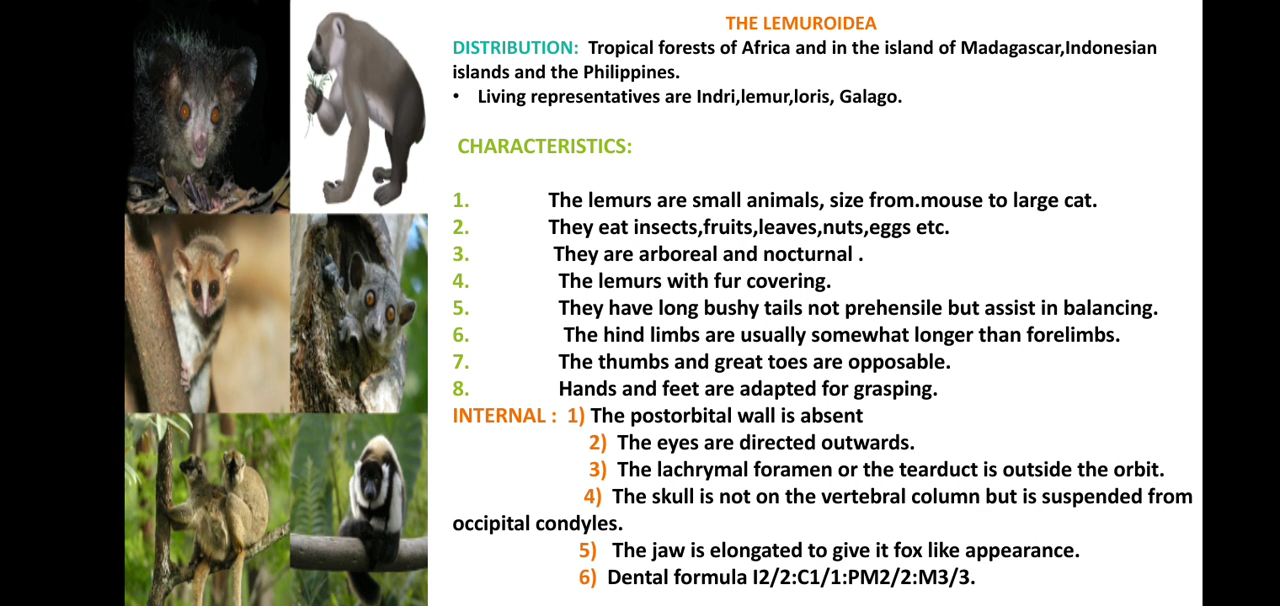 THE LEMUROIDEA
DISTRIBUTION: Tropical forests of Africa and in the island of Madagascar,Indonesian
islands and the Philippines.
• Living representatives are Indri,lemur,loris, Galago.
CHARACTERISTICS:
1. The lemurs are small animals, size from.mouse to large cat.
2. They eat insects,fruits,leaves,nuts,eggs etc.
3. They are arboreal and nocturnal .
4. The lemurs with fur covering.
5. They have long bushy tails not prehensile but assist in balancing.
6. The hind limbs are usually somewhat longer than forelimbs.
7. The thumbs and great toes are opposable.
8. Hands and feet are adapted for grasping.
INTERNAL : 1) The postorbital wall is absent
2) The eyes are directed outwards.
3) The lachrymal foramen or the tearduct is outside the orbit.
4) The skull is not on the vertebral column but is suspended from
occipital condyles.
5) The jaw is elongated to give it fox like appearance.
6) Dental formula I2/2:C1/1:PM2/2:M3/3.